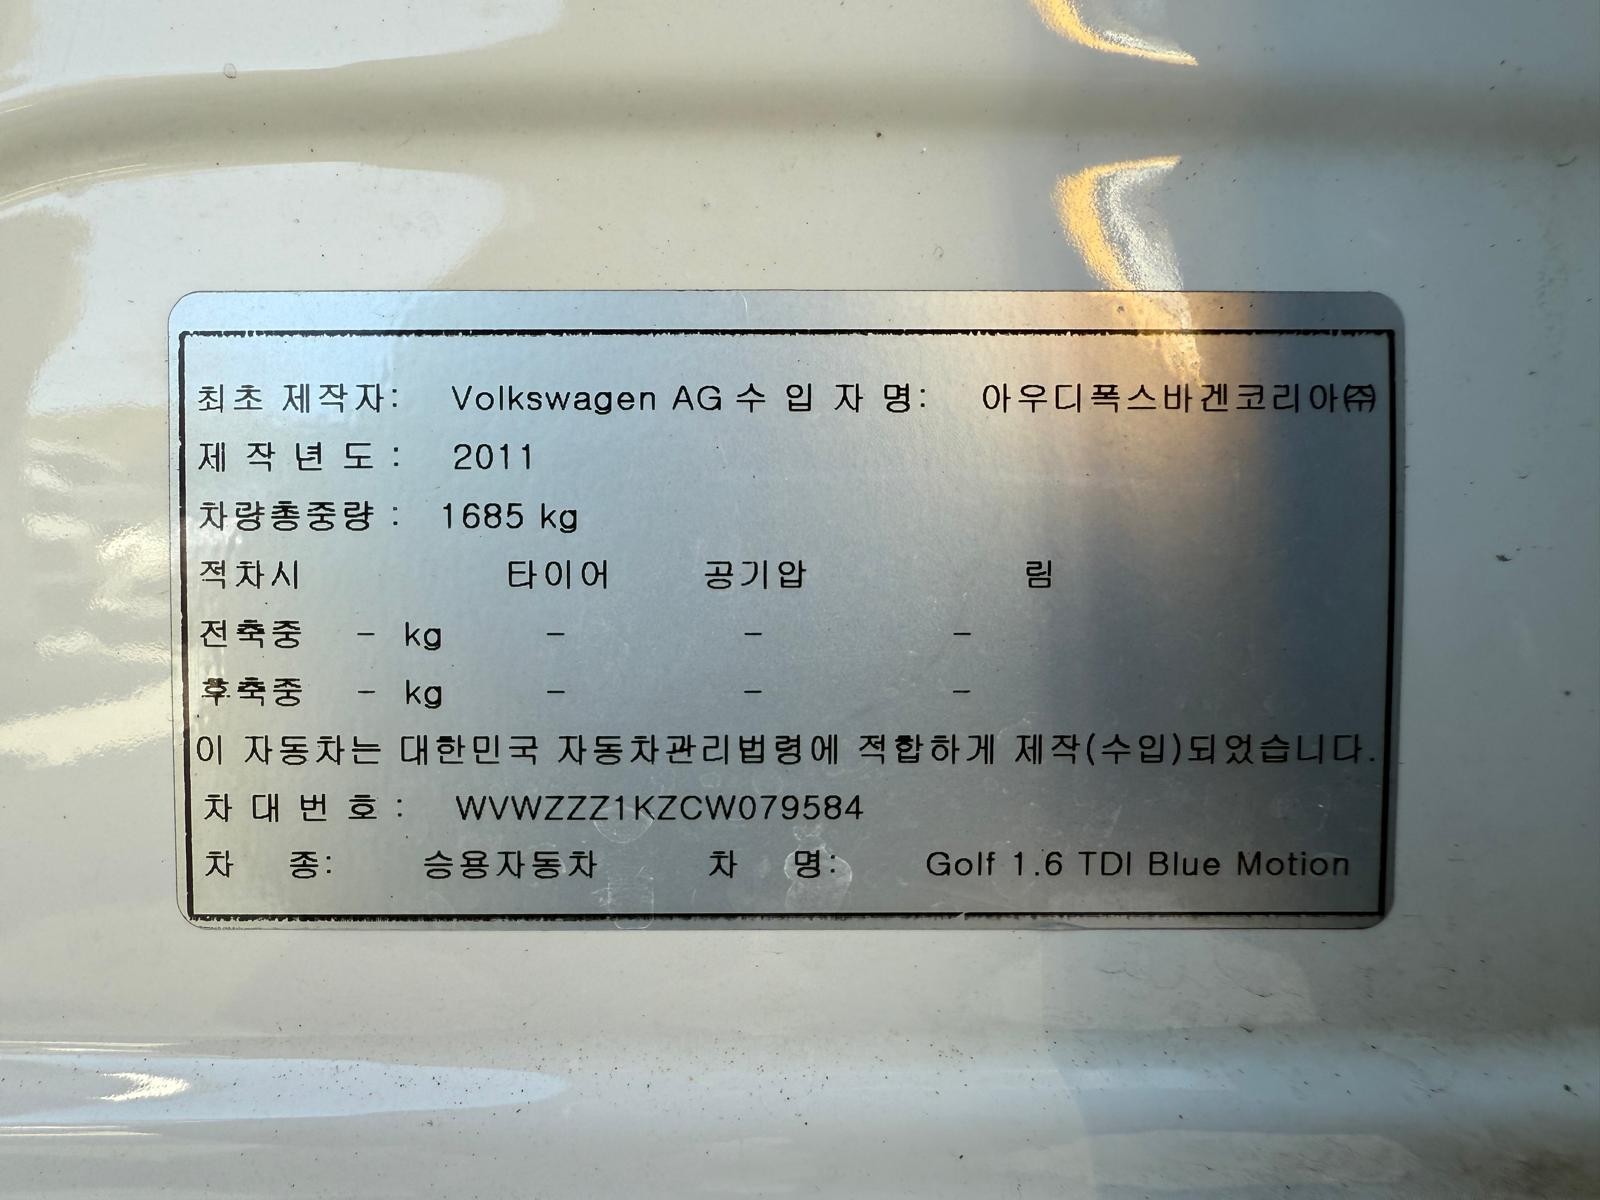 최초 제작자: Volkswagen AG 수 입 자 명: 아우디폭스바겐코리아㈜
제 작 년 도 : 2011
차량총중량 : 1685 kg
적차시 타이어 공기압 림
전축중 - kg - - -
후축중 - kg - - -
이 자동차는 대한민국 자동차관리법령에 적합하게 제작(수입)되었습니다.
차 대 번 호 : WVWZZZ1KZCW079584
차 종: 승용자동차 차 명: Golf 1.6 TDI Blue Motion